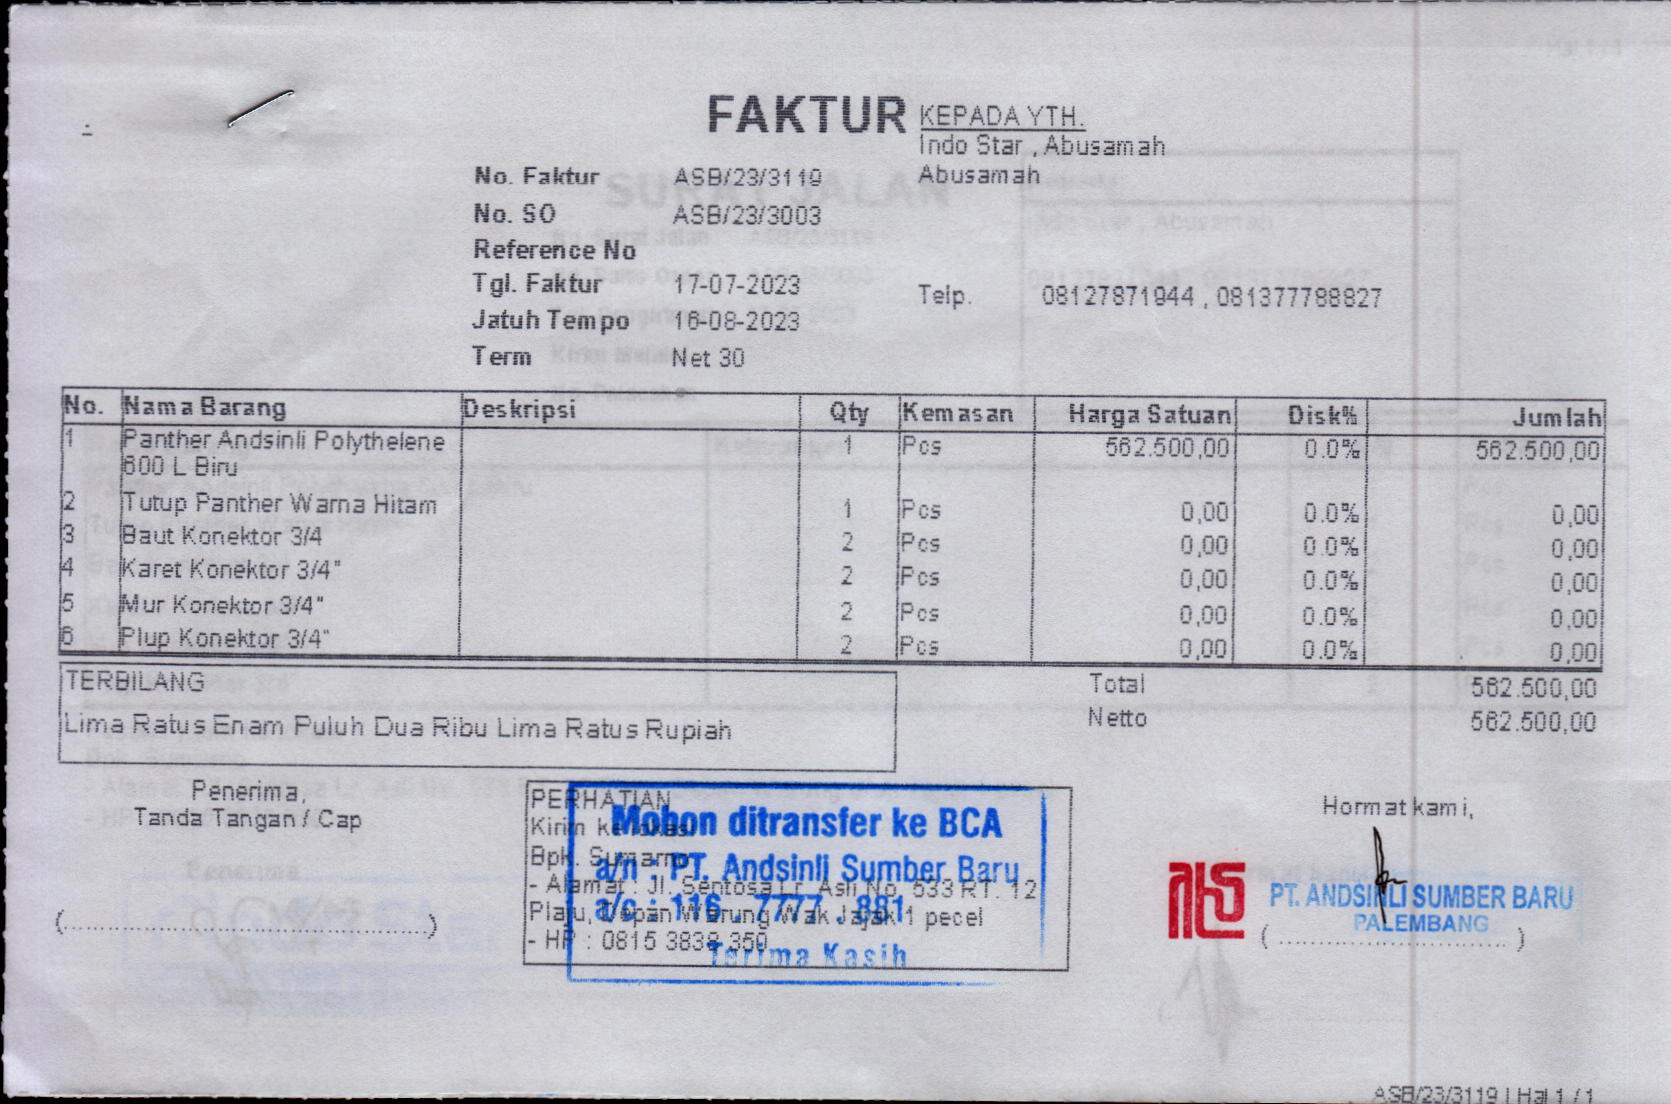 FAKTUR
KEPADA YTH.
Indo Star , Abusamah
Abusamah
No. Faktur ASB/23/3119
No. SO ASB/23/3003
Reference No
Tgl. Faktur 17-07-2023
Telp. 08127871944 , 081377788827
Jatuh Tempo 16-08-2023
Term Net 30
No. Nama Barang Deskripsi Qty Kemasan Harga Satuan Disk% Jumlah
1 Panther Andsinli Polythelene 1 Pcs 562.500,00 0.0% 562.500,00
600 L Biru
2 Tutup Panther Warna Hitam 1 Pcs 0,00 0.0% 0,00
3 Baut Konektor 3/4 2 Pcs 0,00 0.0% 0,00
4 Karet Konektor 3/4" 2 Pcs 0,00 0.0% 0,00
5 Mur Konektor 3/4" 2 Pcs 0,00 0.0% 0,00
6 Plup Konektor 3/4" 2 Pcs 0,00 0.0% 0,00
TERBILANG
Lima Ratus Enam Puluh Dua Ribu Lima Ratus Rupiah
Total 562.500,00
Netto 562.500,00
Penerima,
Tanda Tangan / Cap
PERHATIAN
Kirim ke lokasi
Bpk. Sumarno
- Alamat : Jl. Sentosa Lr. Asli No. 533 RT. 12
Plaju, Depan Warung Wak Jajak 1 pecel
- HP : 0815 3839 350
Mohon ditransfer ke BCA
a/n : PT. Andsinli Sumber Baru
a/c : 116 . 7777 . 881
Terima Kasih
Hormat kami,
PT. ANDSINLI SUMBER BARU
PALEMBANG
ASB/23/3119 | Hal 1 / 1